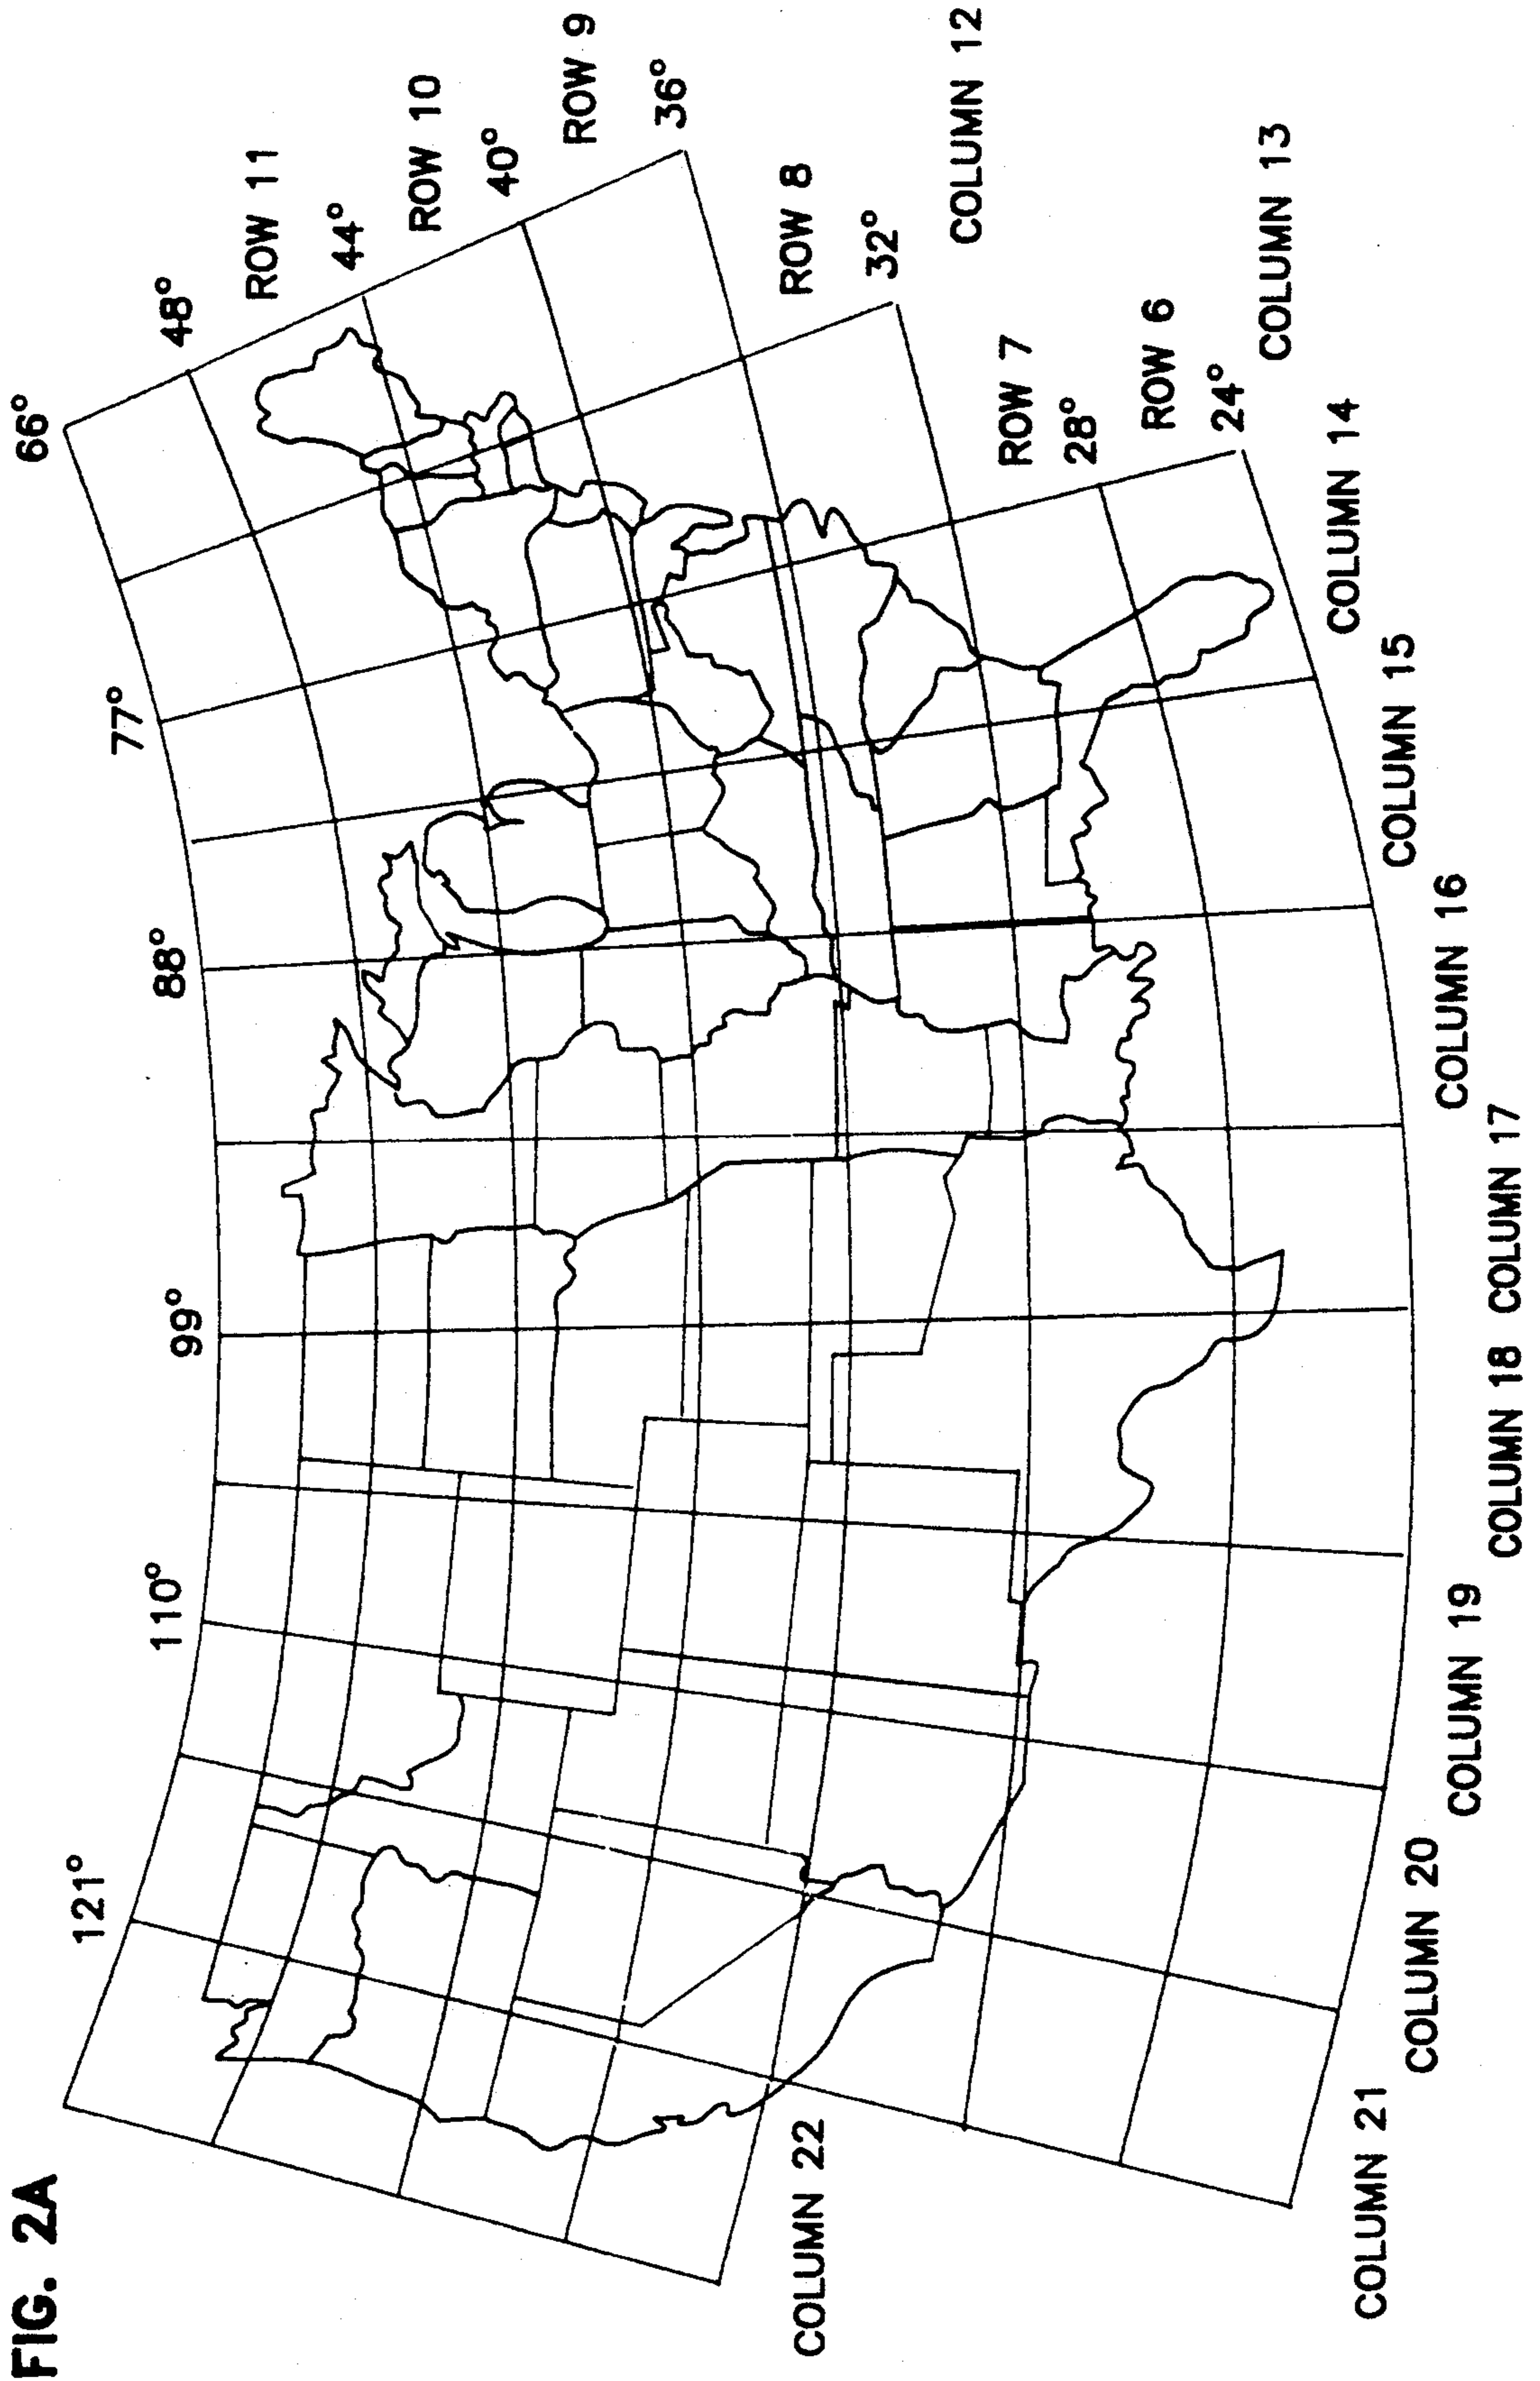 FIG. 2A
121°
110°
99°
88°
77°
66°
48°
ROW 11
44°
ROW 10
40°
ROW 9
36°
ROW 8
32°
COLUMN 12
ROW 7
28°
ROW 6
24°
COLUMN 13
COLUMN 14
COLUMN 15
COLUMN 16
COLUMN 17
COLUMN 18
COLUMN 19
COLUMN 20
COLUMN 21
COLUMN 22